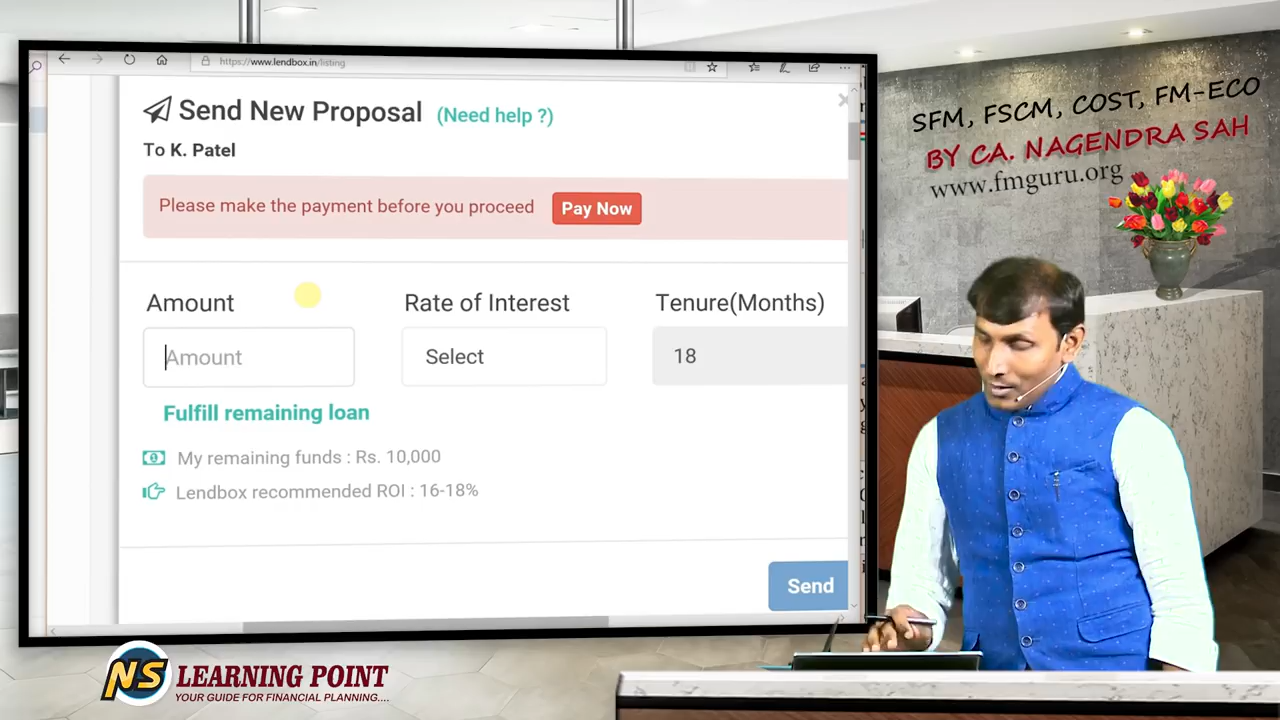 https://www.lendbox.in/listing
Send New Proposal (Need help ?)
To K. Patel
Please make the payment before you proceed Pay Now
Amount Rate of Interest Tenure(Months)
Amount Select 18
Fulfill remaining loan
My remaining funds : Rs. 10,000
Lendbox recommended ROI : 16-18%
Send
SFM, FSCM, COST, FM-ECO
BY CA. NAGENDRA SAH
www.fmguru.org
NS LEARNING POINT
YOUR GUIDE FOR FINANCIAL PLANNING....